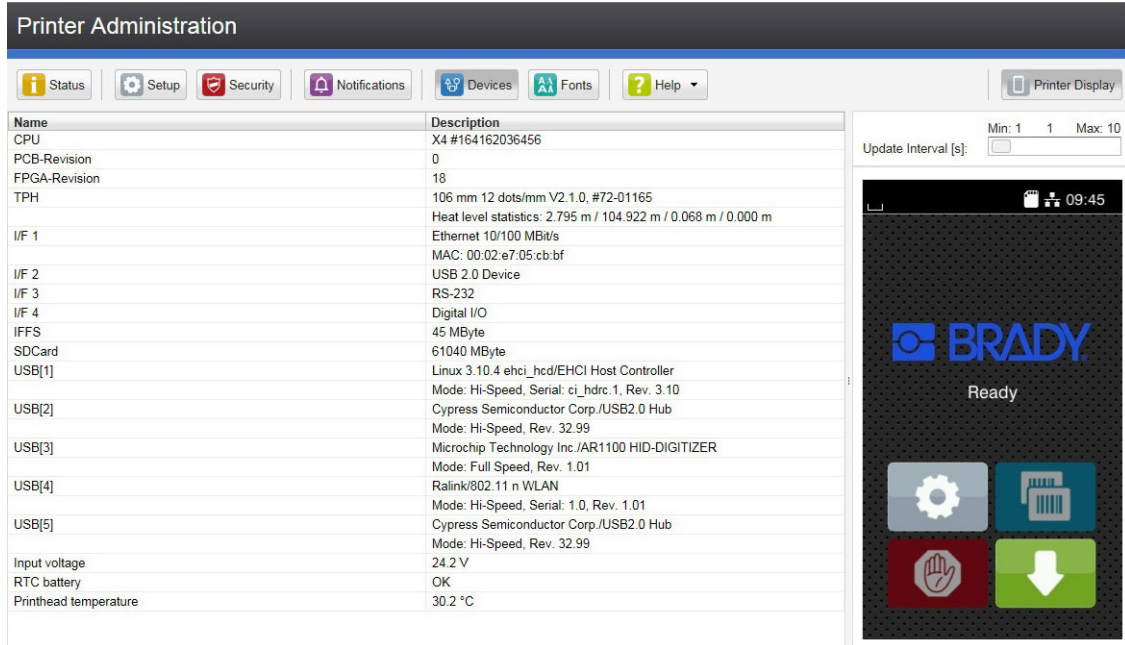 Printer Administration
Status Setup Security Notifications Devices Fonts Help Printer Display
Name Description
CPU X4 #164162036456
PCB-Revision 0
FPGA-Revision 18
TPH 106 mm 12 dots/mm V2.1.0, #72-01165
Heat level statistics: 2.795 m / 104.922 m / 0.068 m / 0.000 m
I/F 1 Ethernet 10/100 MBit/s
MAC: 00:02:e7:05:cb:bf
I/F 2 USB 2.0 Device
I/F 3 RS-232
I/F 4 Digital I/O
IFFS 45 MByte
SDCard 61040 MByte
USB[1] Linux 3.10.4 ehci_hcd/EHCI Host Controller
Mode: Hi-Speed, Serial: ci_hdrc.1, Rev. 3.10
USB[2] Cypress Semiconductor Corp./USB2.0 Hub
Mode: Hi-Speed, Rev. 32.99
USB[3] Microchip Technology Inc./AR1100 HID-DIGITIZER
Mode: Full Speed, Rev. 1.01
USB[4] Ralink/802.11 n WLAN
Mode: Hi-Speed, Serial: 1.0, Rev. 1.01
USB[5] Cypress Semiconductor Corp./USB2.0 Hub
Mode: Hi-Speed, Rev. 32.99
Input voltage 24.2 V
RTC battery OK
Printhead temperature 30.2 °C
Min: 1 1 Max: 10
Update Interval [s]:
09:45
BRADY
Ready